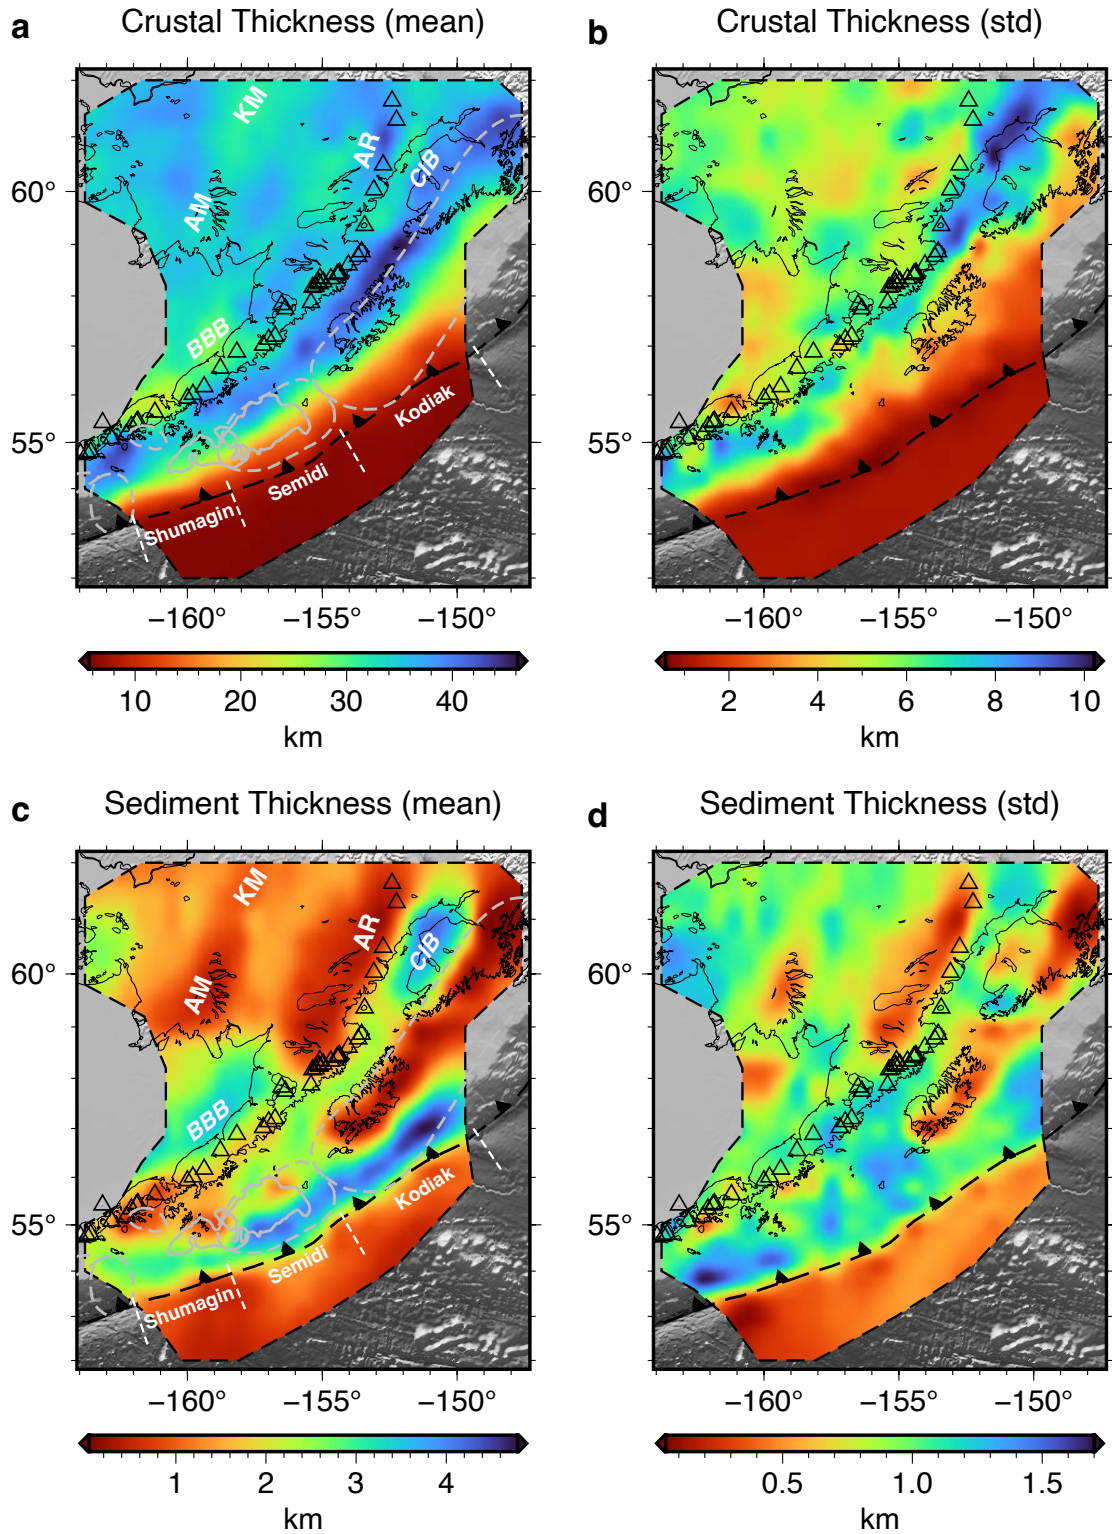 a
Crustal Thickness (mean)
KM
AR
C/B
AM
BBB
Kodiak
Semidi
Shumagin
60°
55°
−160°
−155°
−150°
10
20
30
40
km
b
Crustal Thickness (std)
60°
55°
−160°
−155°
−150°
2
4
6
8
10
km
c
Sediment Thickness (mean)
KM
AR
C/B
AM
BBB
Kodiak
Semidi
Shumagin
60°
55°
−160°
−155°
−150°
1
2
3
4
km
d
Sediment Thickness (std)
60°
55°
−160°
−155°
−150°
0.5
1.0
1.5
km